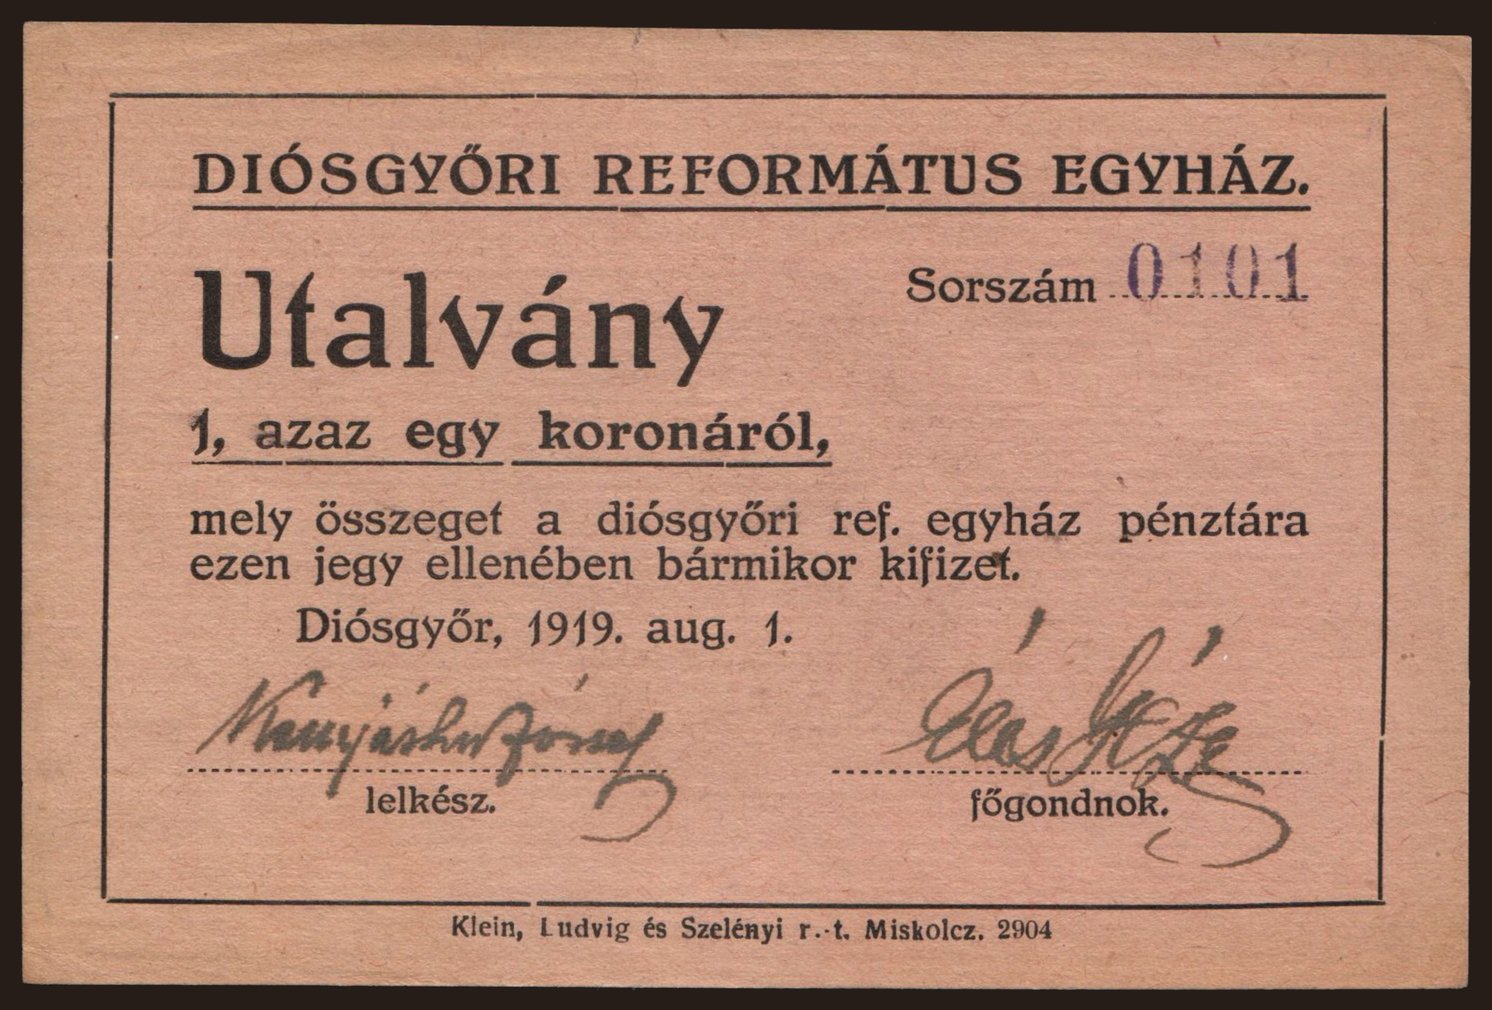 DIÓSGYŐRI REFORMÁTUS EGYHÁZ.
Utalvány
Sorszám 0101
1, azaz egy koronáról,
mely összeget a diósgyőri ref. egyház pénztára
ezen jegy ellenében bármikor kifizet.
Diósgyőr, 1919. aug. 1.
lelkész.
főgondnok.
Klein, Ludvig és Szelényi r.-t. Miskolcz. 2904